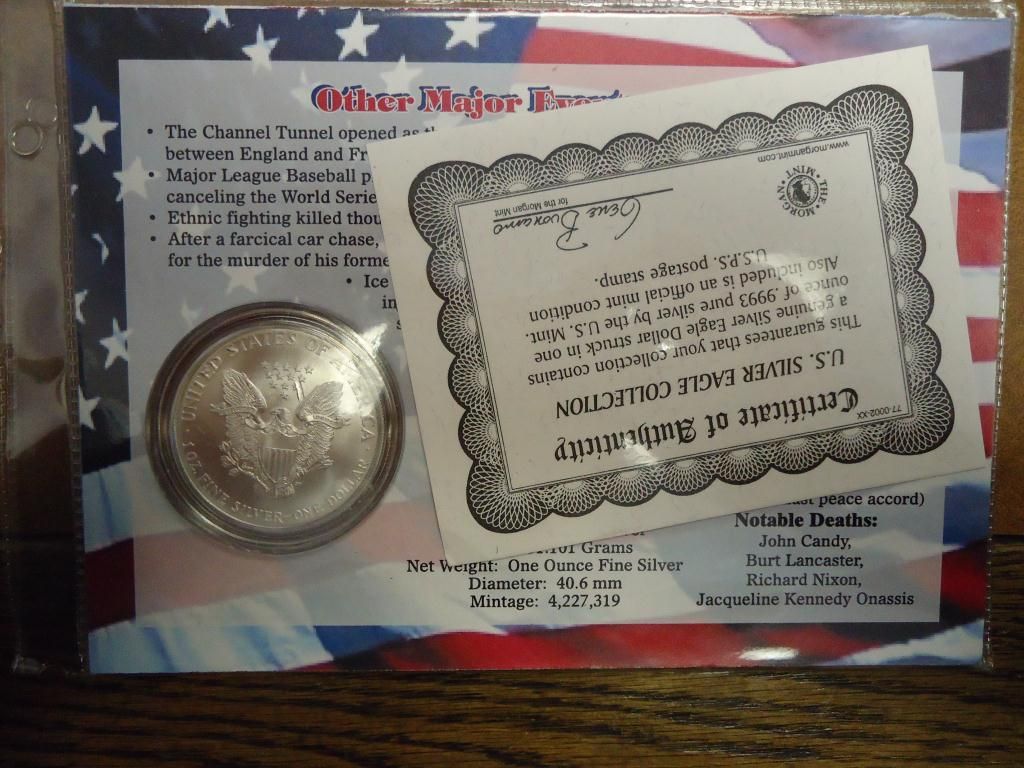 Other Major Event
• The Channel Tunnel opened as th
between England and Fr
• Major League Baseball p
canceling the World Serie
• Ethnic fighting killed thou
• After a farcical car chase,
for the murder of his forme
• Ice
in
s
UNITED STATES OF AMERICA
1 OZ. FINE SILVER~ONE DOLLAR
77-0002-XX
Certificate of Authenticity
U.S. SILVER EAGLE COLLECTION
This guarantees that your collection contains
a genuine Silver Eagle Dollar struck in one
ounce of .9993 pure silver by the U.S. Mint.
Also included is an official mint condition
U.S.P.S. postage stamp.
for the Morgan Mint
THE MORGAN MINT
www.morganmint.com
ast peace accord)
.101 Grams
Net Weight: One Ounce Fine Silver
Diameter: 40.6 mm
Mintage: 4,227,319
Notable Deaths:
John Candy,
Burt Lancaster,
Richard Nixon,
Jacqueline Kennedy Onassis